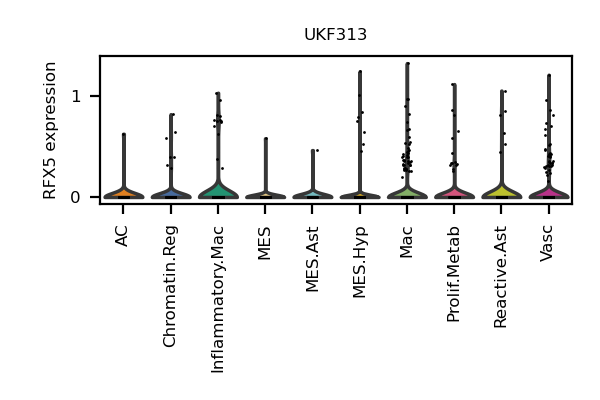 UKF313
RFX5 expression
1
0
AC
Chromatin.Reg
Inflammatory.Mac
MES
MES.Ast
MES.Hyp
Mac
Prolif.Metab
Reactive.Ast
Vasc